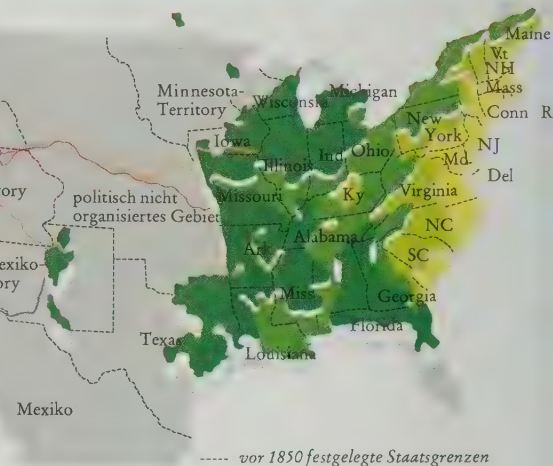 Maine
Vt
NH
Mass
Conn R
New
York
NJ
Md
Del
Minnesota-
Territory
Wisconsin
Michigan
Iowa
Illinois
Ind
Ohio
politisch nicht
organisiertes Gebiet
Missouri
Ky
Virginia
NC
SC
Ark
Alabama
Miss
Georgia
Florida
Texas
Louisiana
tory
exiko
ory
Mexiko
vor 1850 festgelegte Staatsgrenzen